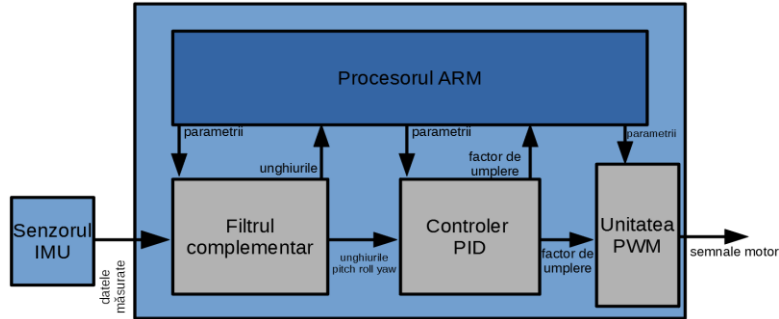 Procesorul ARM
parametrii
unghiurile
parametrii
factor de
umplere
parametrii
Senzorul
IMU
datele
măsurate
Filtrul
complementar
unghiurile
pitch roll yaw
Controler
PID
factor de
umplere
Unitatea
PWM
semnale motor